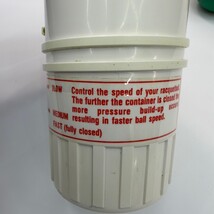 SLOW Control the speed of your racquetball
The further the container is closed the
more pressure build-up
MEDIUM resulting in faster ball speed.
FAST (fully closed)